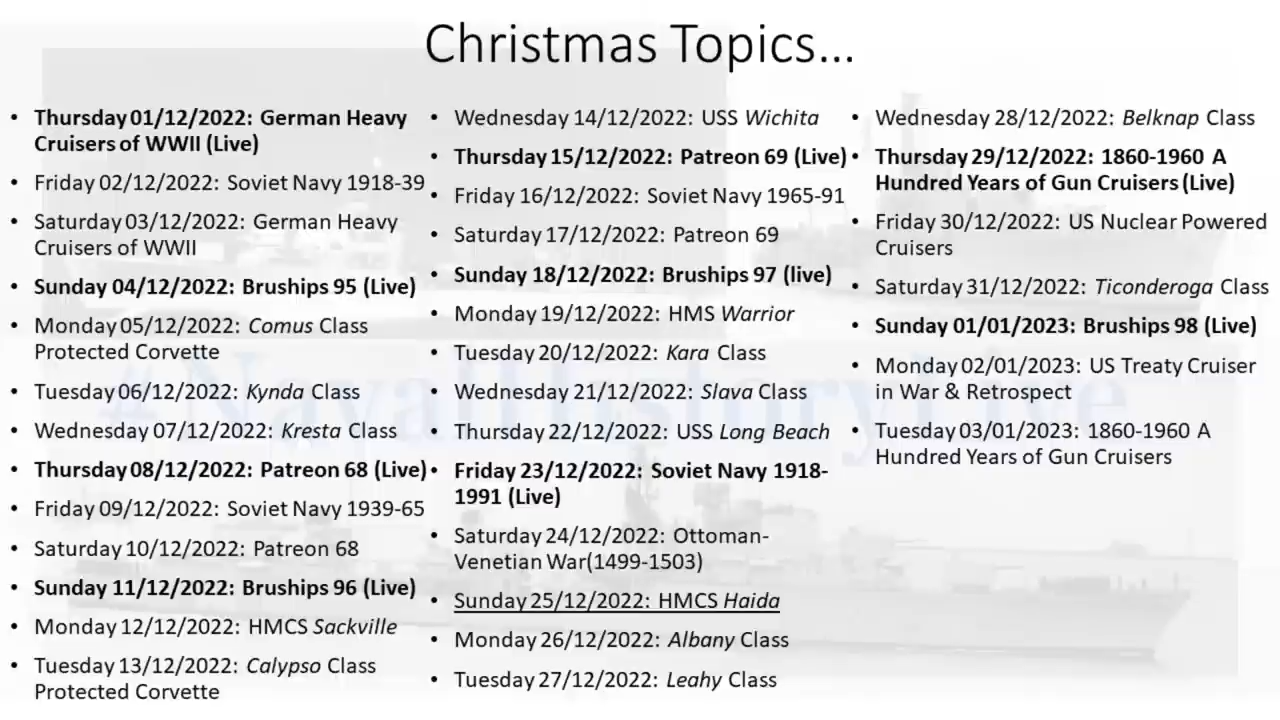 Christmas Topics...
• Thursday 01/12/2022: German Heavy
Cruisers of WWII (Live)
• Friday 02/12/2022: Soviet Navy 1918-39
• Saturday 03/12/2022: German Heavy
Cruisers of WWII
• Sunday 04/12/2022: Bruships 95 (Live)
• Monday 05/12/2022: Comus Class
Protected Corvette
• Tuesday 06/12/2022: Kynda Class
• Wednesday 07/12/2022: Kresta Class
• Thursday 08/12/2022: Patreon 68 (Live)
• Friday 09/12/2022: Soviet Navy 1939-65
• Saturday 10/12/2022: Patreon 68
• Sunday 11/12/2022: Bruships 96 (Live)
• Monday 12/12/2022: HMCS Sackville
• Tuesday 13/12/2022: Calypso Class
Protected Corvette
• Wednesday 14/12/2022: USS Wichita
• Thursday 15/12/2022: Patreon 69 (Live)
• Friday 16/12/2022: Soviet Navy 1965-91
• Saturday 17/12/2022: Patreon 69
• Sunday 18/12/2022: Bruships 97 (live)
• Monday 19/12/2022: HMS Warrior
• Tuesday 20/12/2022: Kara Class
• Wednesday 21/12/2022: Slava Class
• Thursday 22/12/2022: USS Long Beach
• Friday 23/12/2022: Soviet Navy 1918-
1991 (Live)
• Saturday 24/12/2022: Ottoman-
Venetian War(1499-1503)
• Sunday 25/12/2022: HMCS Haida
• Monday 26/12/2022: Albany Class
• Tuesday 27/12/2022: Leahy Class
• Wednesday 28/12/2022: Belknap Class
• Thursday 29/12/2022: 1860-1960 A
Hundred Years of Gun Cruisers (Live)
• Friday 30/12/2022: US Nuclear Powered
Cruisers
• Saturday 31/12/2022: Ticonderoga Class
• Sunday 01/01/2023: Bruships 98 (Live)
• Monday 02/01/2023: US Treaty Cruiser
in War & Retrospect
• Tuesday 03/01/2023: 1860-1960 A
Hundred Years of Gun Cruisers
#NavalHistoryLive